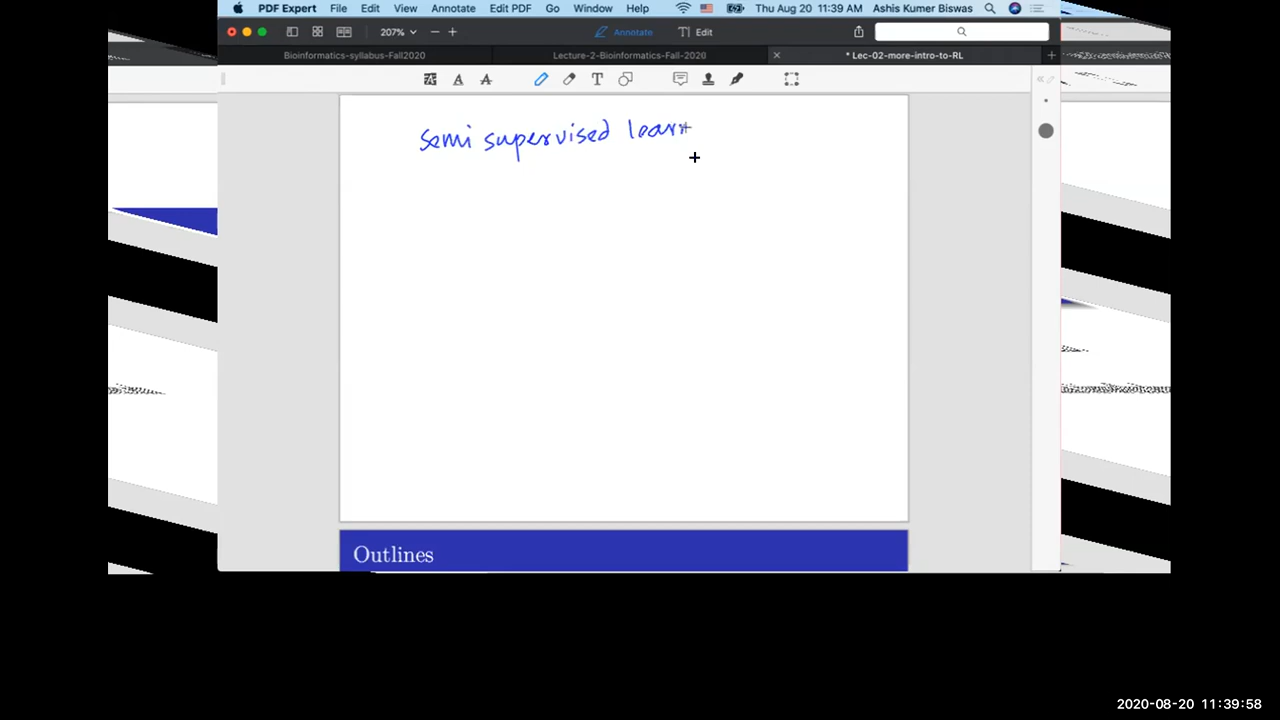 PDF Expert File Edit View Annotate Edit PDF Go Window Help Thu Aug 20 11:39 AM Ashis Kumer Biswas
207% Annotate Edit
Bioinformatics-syllabus-Fall2020 Lecture-2-Bioinformatics-Fall-2020 * Lec-02-more-intro-to-RL
semi supervised learn
Outlines
2020-08-20 11:39:58